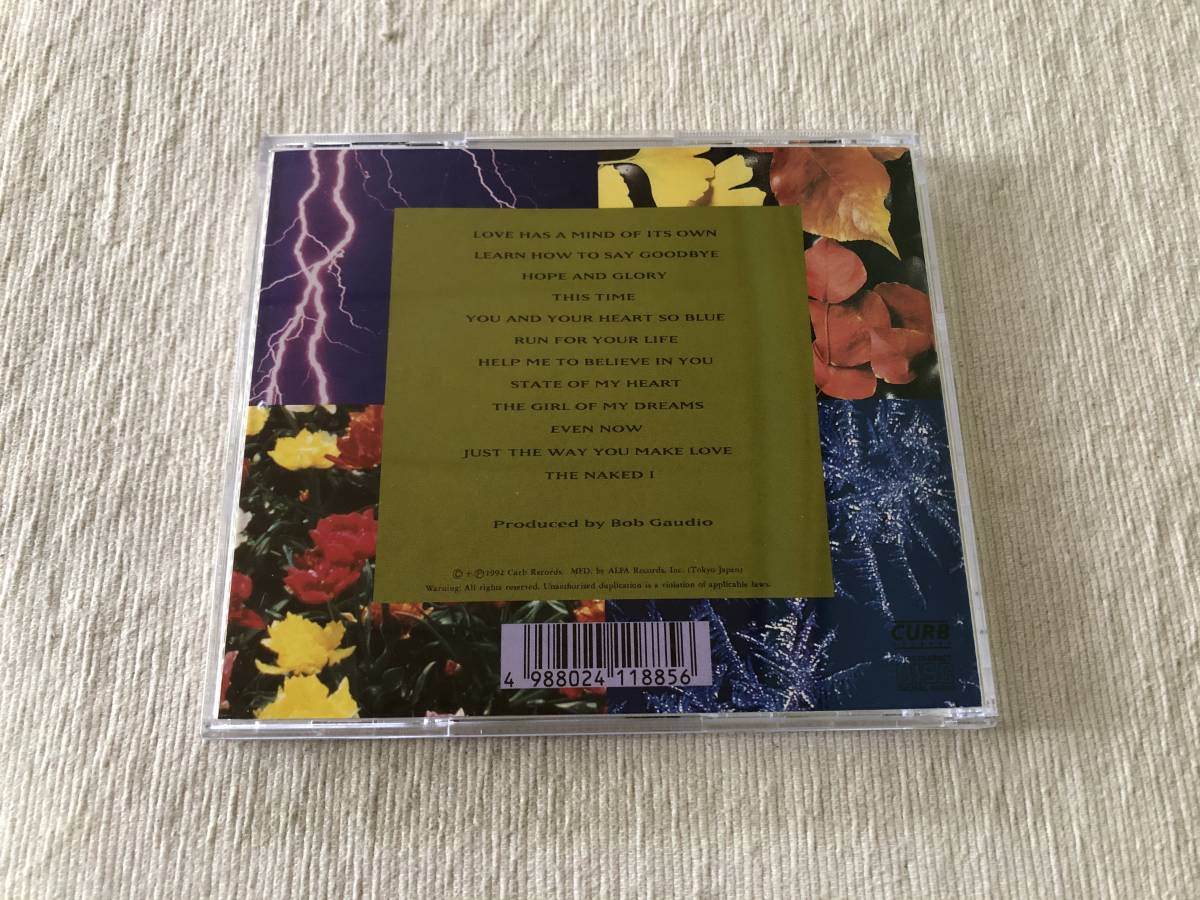 LOVE HAS A MIND OF ITS OWN
LEARN HOW TO SAY GOODBYE
HOPE AND GLORY
THIS TIME
YOU AND YOUR HEART SO BLUE
RUN FOR YOUR LIFE
HELP ME TO BELIEVE IN YOU
STATE OF MY HEART
THE GIRL OF MY DREAMS
EVEN NOW
JUST THE WAY YOU MAKE LOVE
THE NAKED I
Produced by Bob Gaudio
© + ℗1992 Curb Records. MFD. by ALFA Records, Inc. (Tokyo Japan)
Warning: All rights reserved. Unauthorised duplication is a violation of applicable laws.
CURB
4 988024 118856